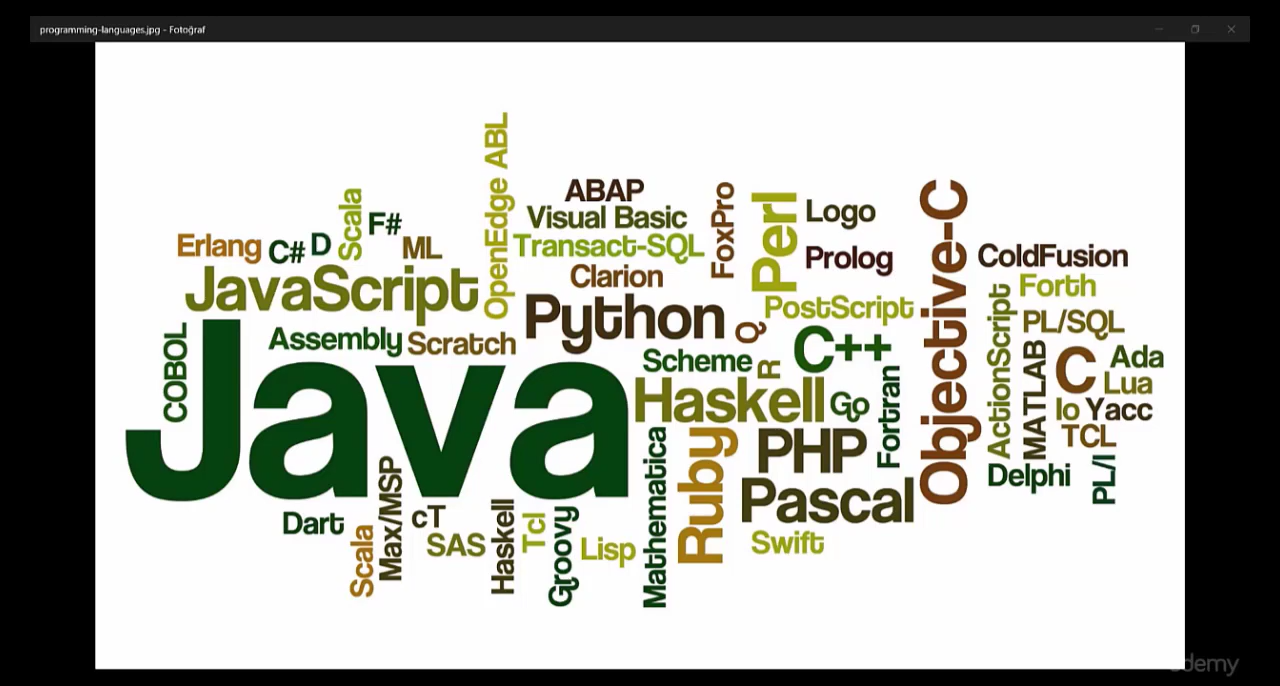 programming-languages.jpg - Fotoğraf
OpenEdge ABL
ABAP
Visual Basic
Transact-SQL
Clarion
FoxPro
Perl
Logo
Prolog
Objective-C
ColdFusion
Forth
Erlang
C#
D
Scala
F#
ML
JavaScript
Python
PostScript
Q
C++
ActionScript
PL/SQL
MATLAB
C
Ada
Lua
Io
Yacc
TCL
COBOL
Assembly
Scratch
Scheme
R
Java
Haskell
Go
Fortran
PHP
Delphi
PL/I
Mathematica
Ruby
Pascal
Swift
Dart
Scala
Max/MSP
cT
SAS
Haskell
Tcl
Groovy
Lisp
udemy